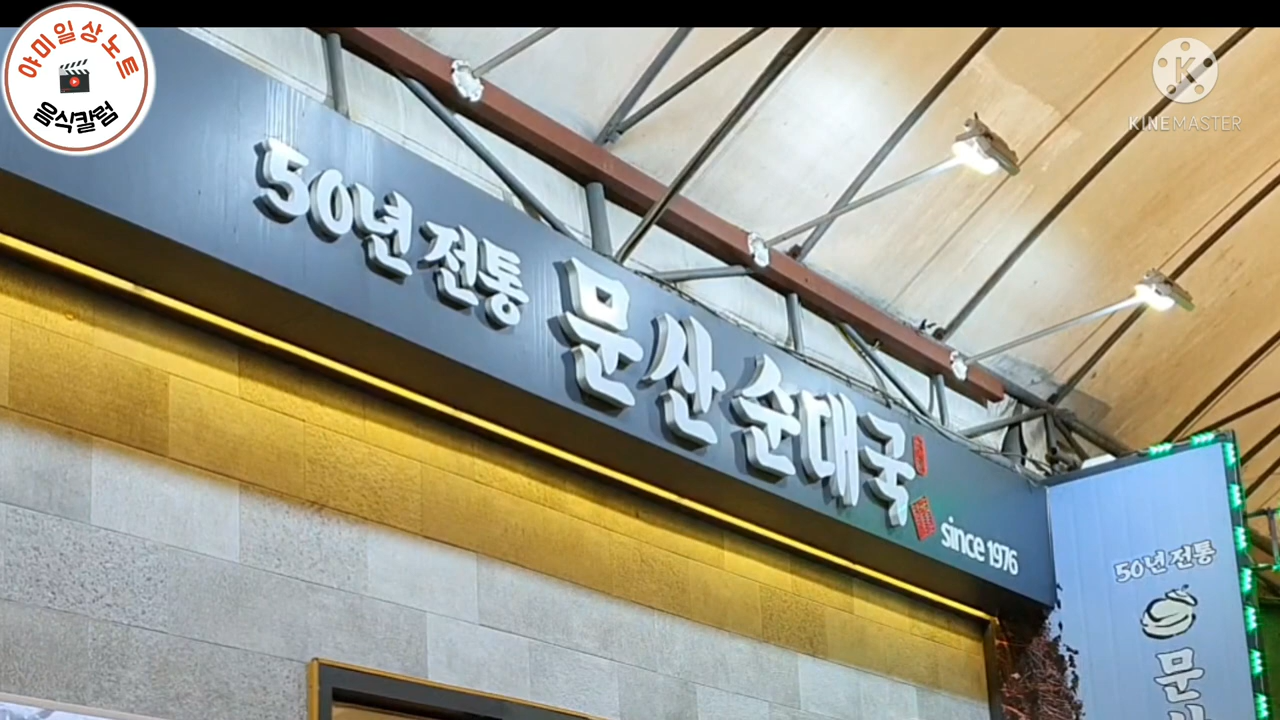 야미일상노트
음식칼럼
KINEMASTER
50년 전통 문산 순대국
since 1976
50년 전통
문